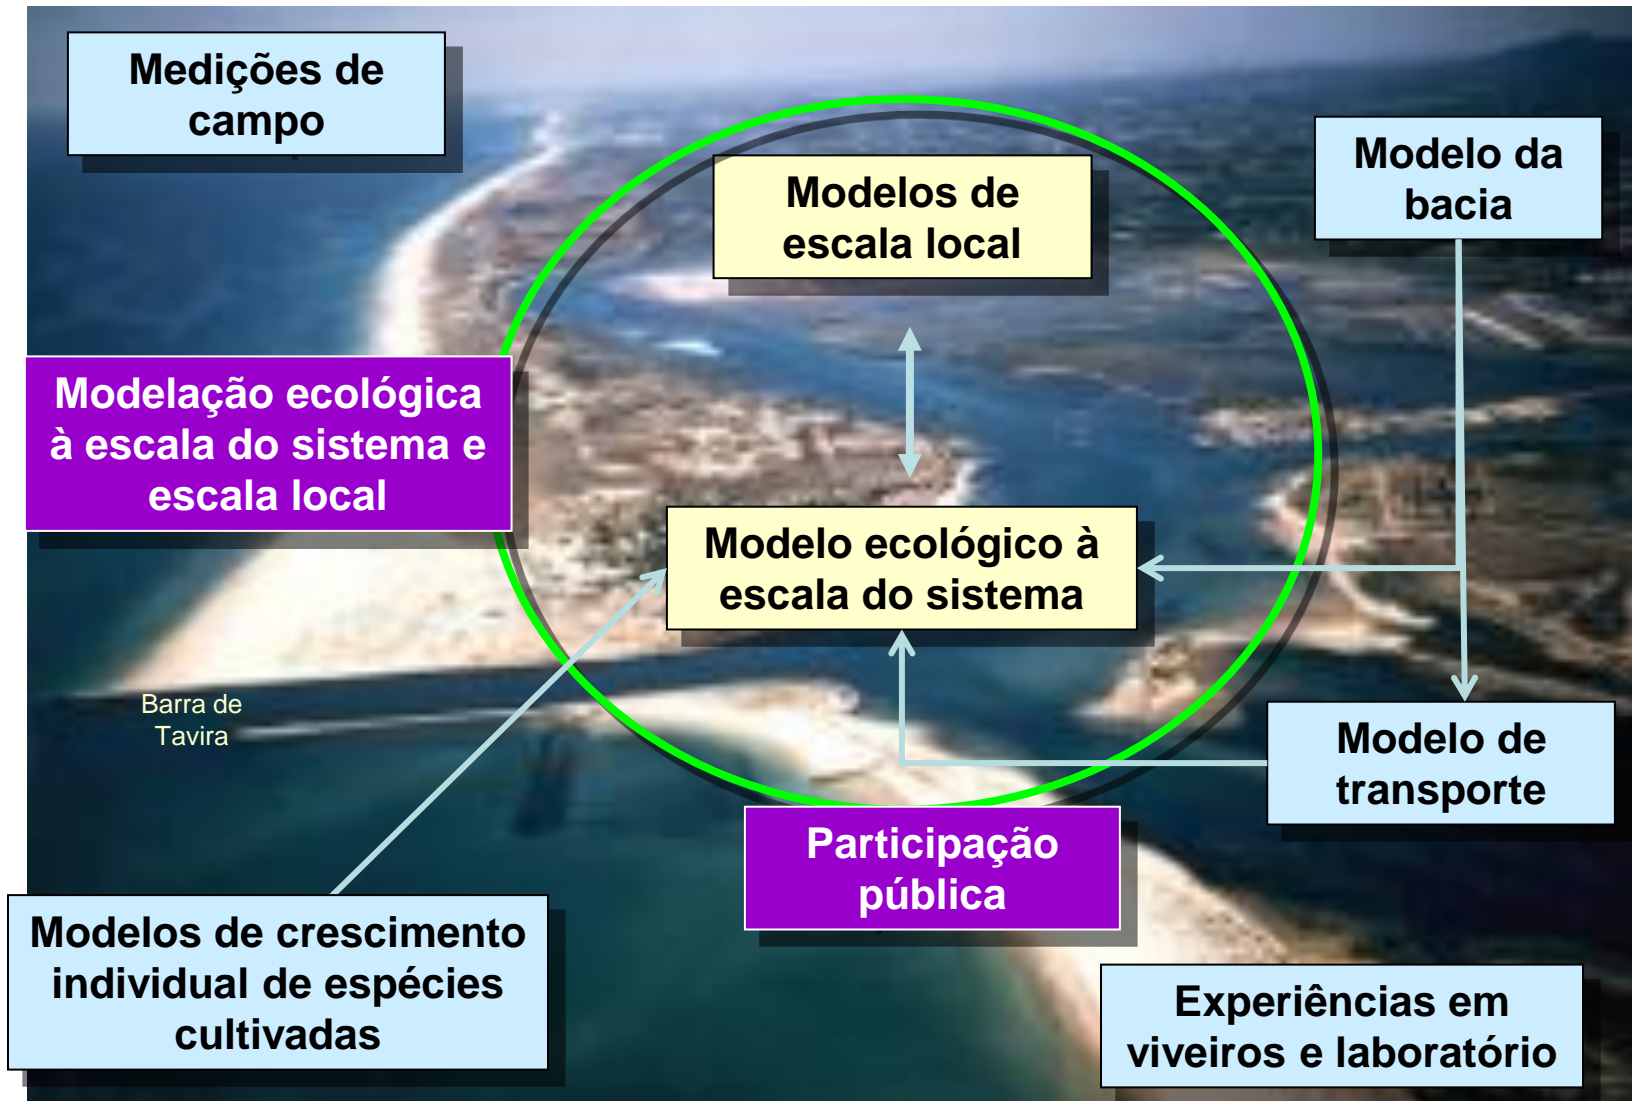 Medições de
campo
Modelos de
escala local
Modelo da
bacia
Modelação ecológica
à escala do sistema e
escala local
Modelo ecológico à
escala do sistema
Barra de
Tavira
Modelo de
transporte
Participação
pública
Modelos de crescimento
individual de espécies
cultivadas
Experiências em
viveiros e laboratório